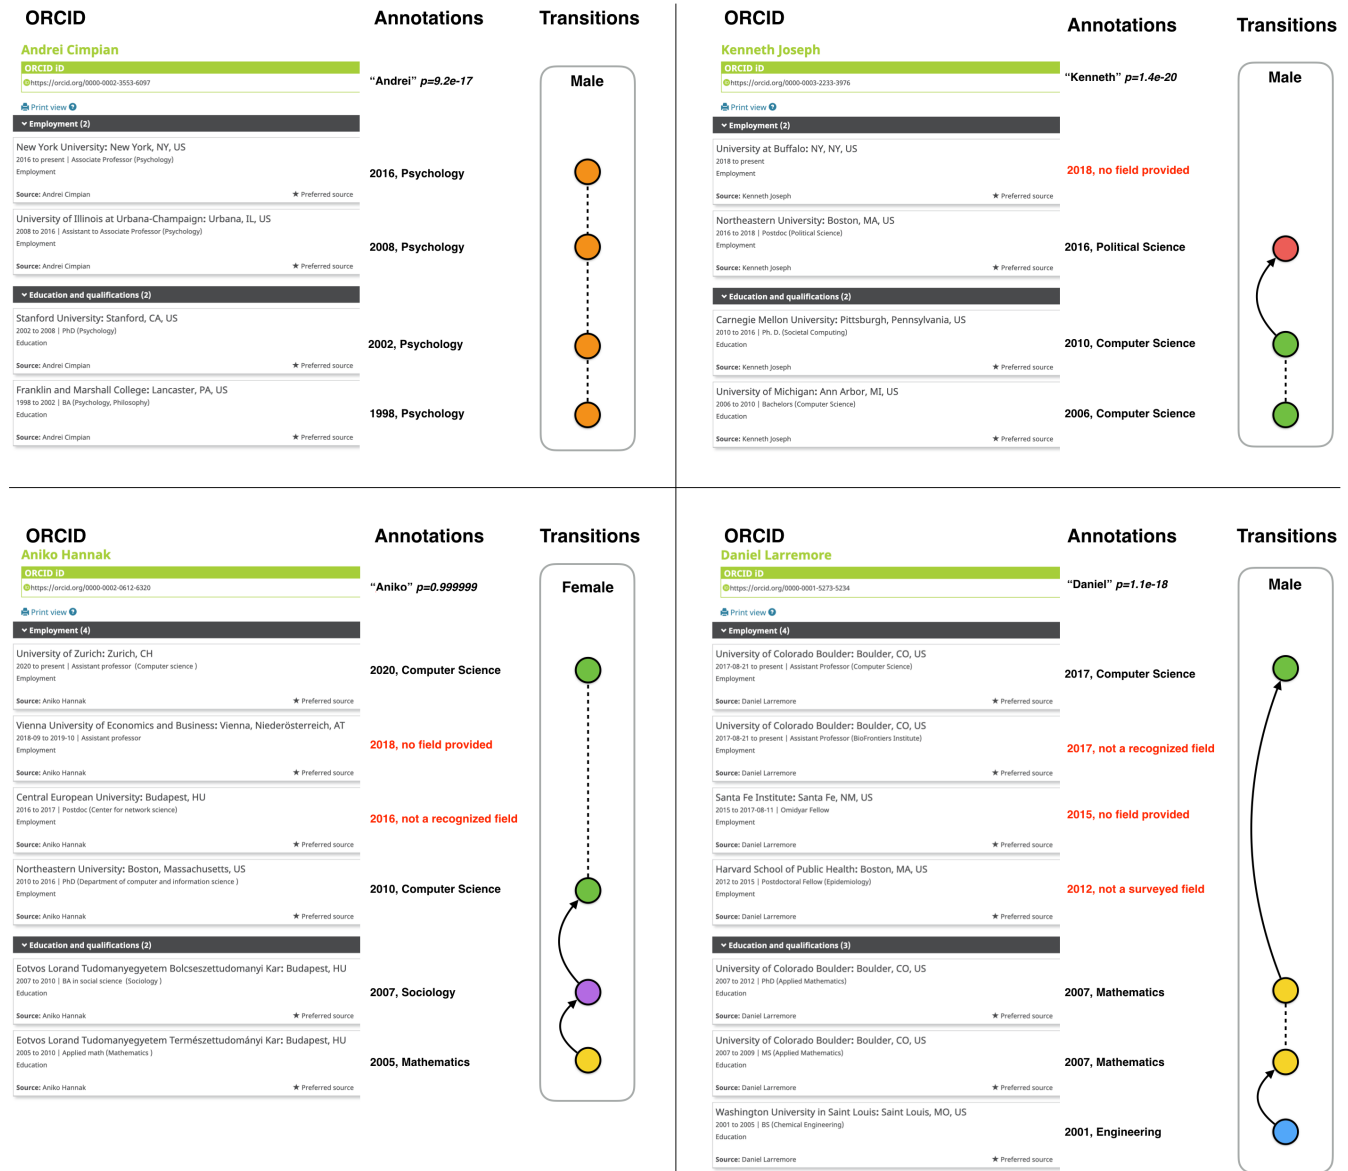 ORCID
Annotations
Transitions
Andrei Cimpian
ORCID iD
https://orcid.org/0000-0002-3553-6097
"Andrei" p=9.2e-17
Male
Print view
Employment (2)
New York University: New York, NY, US
2016 to present | Associate Professor (Psychology)
Employment
Source: Andrei Cimpian
★ Preferred source
2016, Psychology
University of Illinois at Urbana-Champaign: Urbana, IL, US
2008 to 2016 | Assistant to Associate Professor (Psychology)
Employment
Source: Andrei Cimpian
★ Preferred source
2008, Psychology
Education and qualifications (2)
Stanford University: Stanford, CA, US
2002 to 2008 | PhD (Psychology)
Education
Source: Andrei Cimpian
★ Preferred source
2002, Psychology
Franklin and Marshall College: Lancaster, PA, US
1998 to 2002 | BA (Psychology, Philosophy)
Education
Source: Andrei Cimpian
★ Preferred source
1998, Psychology
ORCID
Annotations
Transitions
Kenneth Joseph
ORCID iD
https://orcid.org/0000-0003-2233-3976
"Kenneth" p=1.4e-20
Male
Print view
Employment (2)
University at Buffalo: NY, NY, US
2018 to present
Employment
Source: Kenneth Joseph
★ Preferred source
2018, no field provided
Northeastern University: Boston, MA, US
2016 to 2018 | Postdoc (Political Science)
Employment
Source: Kenneth Joseph
★ Preferred source
2016, Political Science
Education and qualifications (2)
Carnegie Mellon University: Pittsburgh, Pennsylvania, US
2010 to 2016 | Ph. D. (Societal Computing)
Education
Source: Kenneth Joseph
★ Preferred source
2010, Computer Science
University of Michigan: Ann Arbor, MI, US
2006 to 2010 | Bachelors (Computer Science)
Education
Source: Kenneth Joseph
★ Preferred source
2006, Computer Science
ORCID
Annotations
Transitions
Aniko Hannak
ORCID iD
https://orcid.org/0000-0002-0612-6320
"Aniko" p=0.999999
Female
Print view
Employment (4)
University of Zurich: Zurich, CH
2020 to present | Assistant professor (Computer science )
Employment
Source: Aniko Hannak
★ Preferred source
2020, Computer Science
Vienna University of Economics and Business: Vienna, Niederösterreich, AT
2018-09 to 2019-10 | Assistant professor
Employment
Source: Aniko Hannak
★ Preferred source
2018, no field provided
Central European University: Budapest, HU
2016 to 2017 | Postdoc (Center for network science)
Employment
Source: Aniko Hannak
★ Preferred source
2016, not a recognized field
Northeastern University: Boston, Massachusetts, US
2010 to 2016 | PhD (Department of computer and information science )
Employment
Source: Aniko Hannak
★ Preferred source
2010, Computer Science
Education and qualifications (2)
Eotvos Lorand Tudomanyegyetem Bolcseszettudomanyi Kar: Budapest, HU
2007 to 2010 | BA in social science (Sociology )
Education
Source: Aniko Hannak
★ Preferred source
2007, Sociology
Eotvos Lorand Tudomanyegyetem Természettudományi Kar: Budapest, HU
2005 to 2010 | Applied math (Mathematics )
Education
Source: Aniko Hannak
★ Preferred source
2005, Mathematics
ORCID
Annotations
Transitions
Daniel Larremore
ORCID iD
https://orcid.org/0000-0001-5273-5234
"Daniel" p=1.1e-18
Male
Print view
Employment (4)
University of Colorado Boulder: Boulder, CO, US
2017-08-21 to present | Assistant Professor (Computer Science)
Employment
Source: Daniel Larremore
★ Preferred source
2017, Computer Science
University of Colorado Boulder: Boulder, CO, US
2017-08-21 to present | Assistant Professor (BioFrontiers Institute)
Employment
Source: Daniel Larremore
★ Preferred source
2017, not a recognized field
Santa Fe Institute: Santa Fe, NM, US
2015 to 2017-08-11 | Omidyar Fellow
Employment
Source: Daniel Larremore
★ Preferred source
2015, no field provided
Harvard School of Public Health: Boston, MA, US
2012 to 2015 | Postdoctoral Fellow (Epidemiology)
Employment
Source: Daniel Larremore
★ Preferred source
2012, not a surveyed field
Education and qualifications (3)
University of Colorado Boulder: Boulder, CO, US
2007 to 2012 | PhD (Applied Mathematics)
Education
Source: Daniel Larremore
★ Preferred source
2007, Mathematics
University of Colorado Boulder: Boulder, CO, US
2007 to 2009 | MS (Applied Mathematics)
Education
Source: Daniel Larremore
★ Preferred source
2007, Mathematics
Washington University in Saint Louis: Saint Louis, MO, US
2001 to 2005 | BS (Chemical Engineering)
Education
Source: Daniel Larremore
★ Preferred source
2001, Engineering